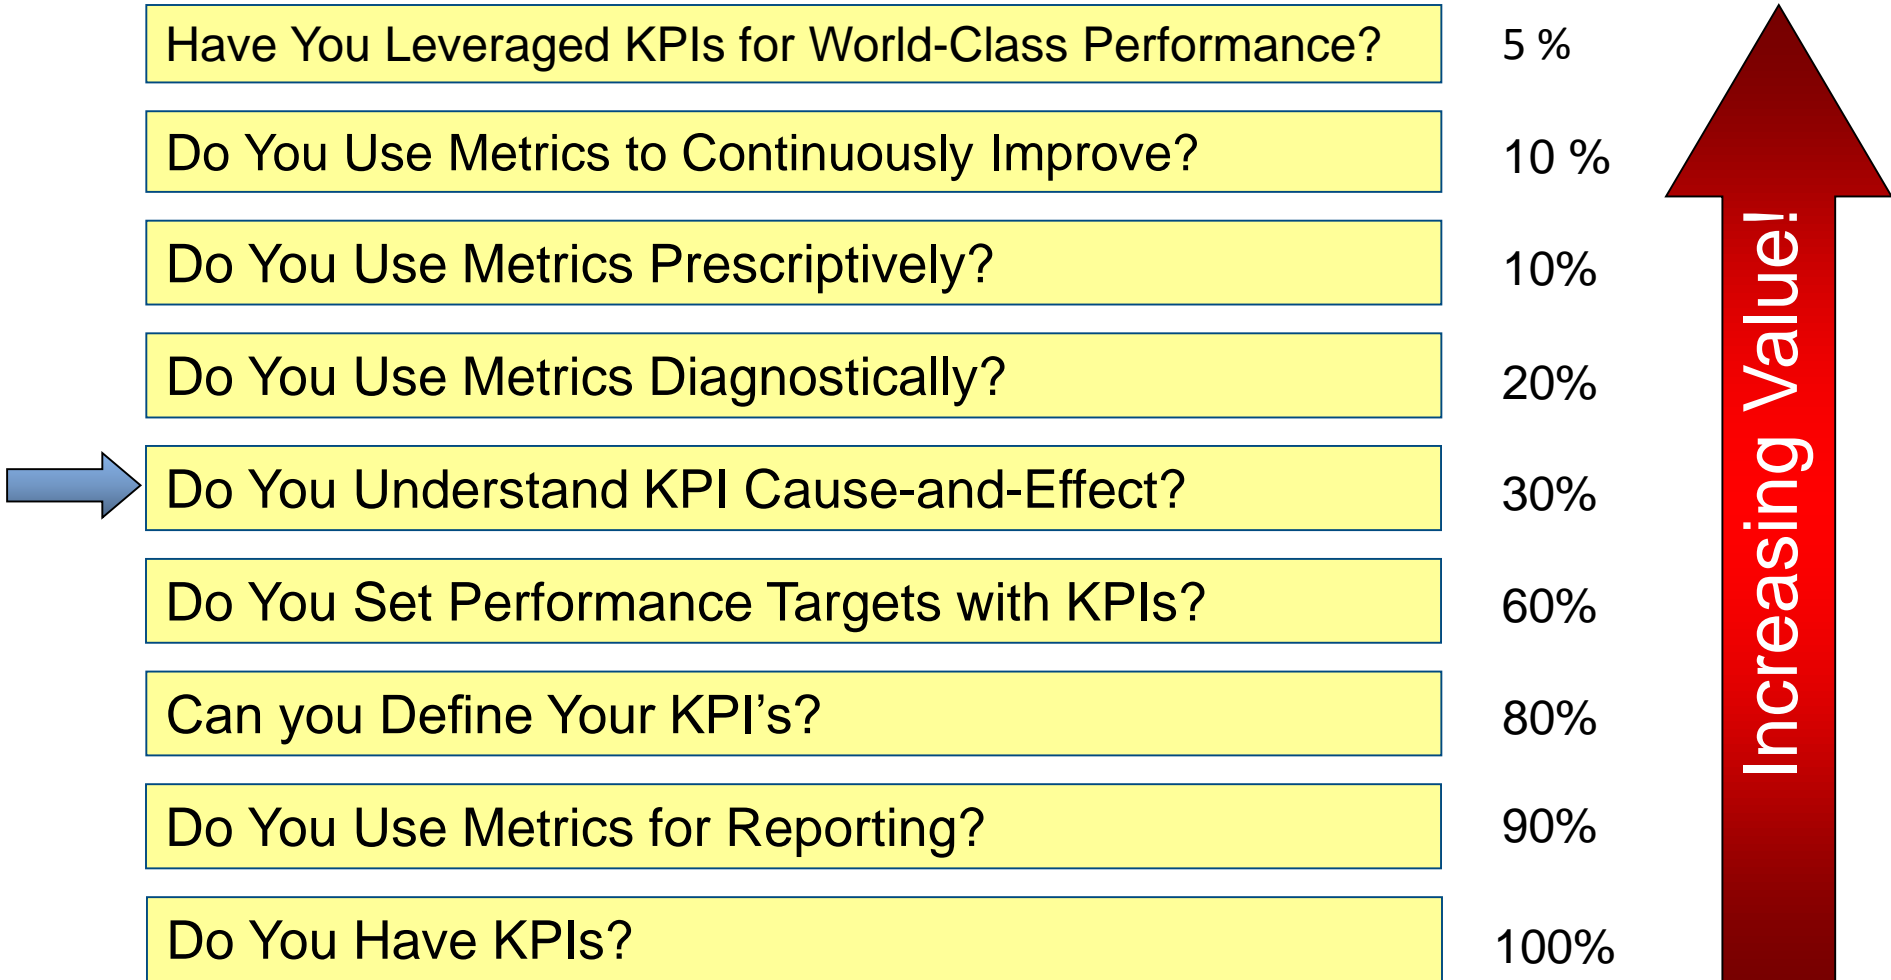 Have You Leveraged KPIs for World-Class Performance? 5 %
Do You Use Metrics to Continuously Improve? 10 %
Do You Use Metrics Prescriptively? 10%
Do You Use Metrics Diagnostically? 20%
Do You Understand KPI Cause-and-Effect? 30%
Do You Set Performance Targets with KPIs? 60%
Can you Define Your KPI’s? 80%
Do You Use Metrics for Reporting? 90%
Do You Have KPIs? 100%
Increasing Value!